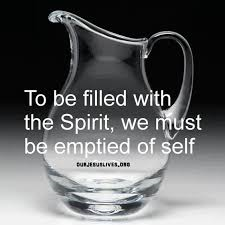 To be filled with
the Spirit, we must
be emptied of self
OURJESUSLIVES.ORG